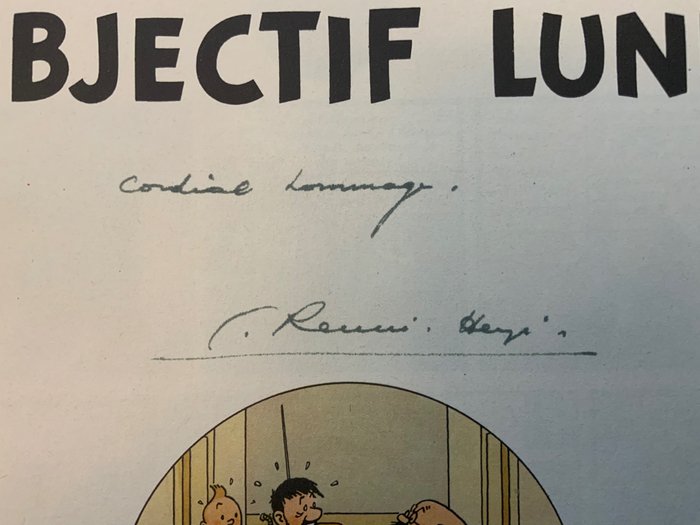 BJECTIF LUN
Cordial hommage.
G. Remi. Hergé.